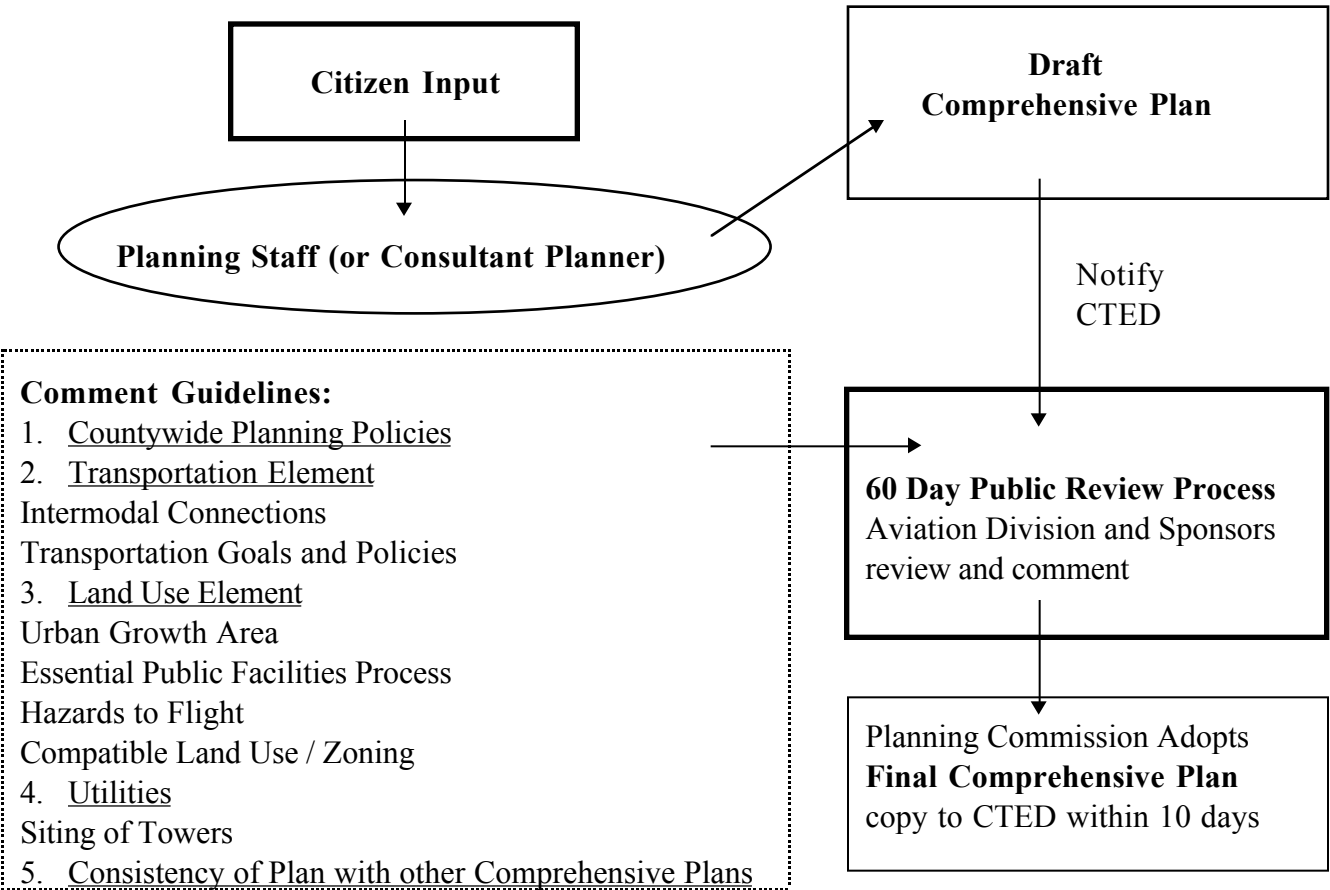 Citizen Input
Planning Staff (or Consultant Planner)
Draft
Comprehensive Plan
Notify
CTED
Comment Guidelines:
1. Countywide Planning Policies
2. Transportation Element
Intermodal Connections
Transportation Goals and Policies
3. Land Use Element
Urban Growth Area
Essential Public Facilities Process
Hazards to Flight
Compatible Land Use / Zoning
4. Utilities
Siting of Towers
5. Consistency of Plan with other Comprehensive Plans
60 Day Public Review Process
Aviation Division and Sponsors
review and comment
Planning Commission Adopts
Final Comprehensive Plan
copy to CTED within 10 days